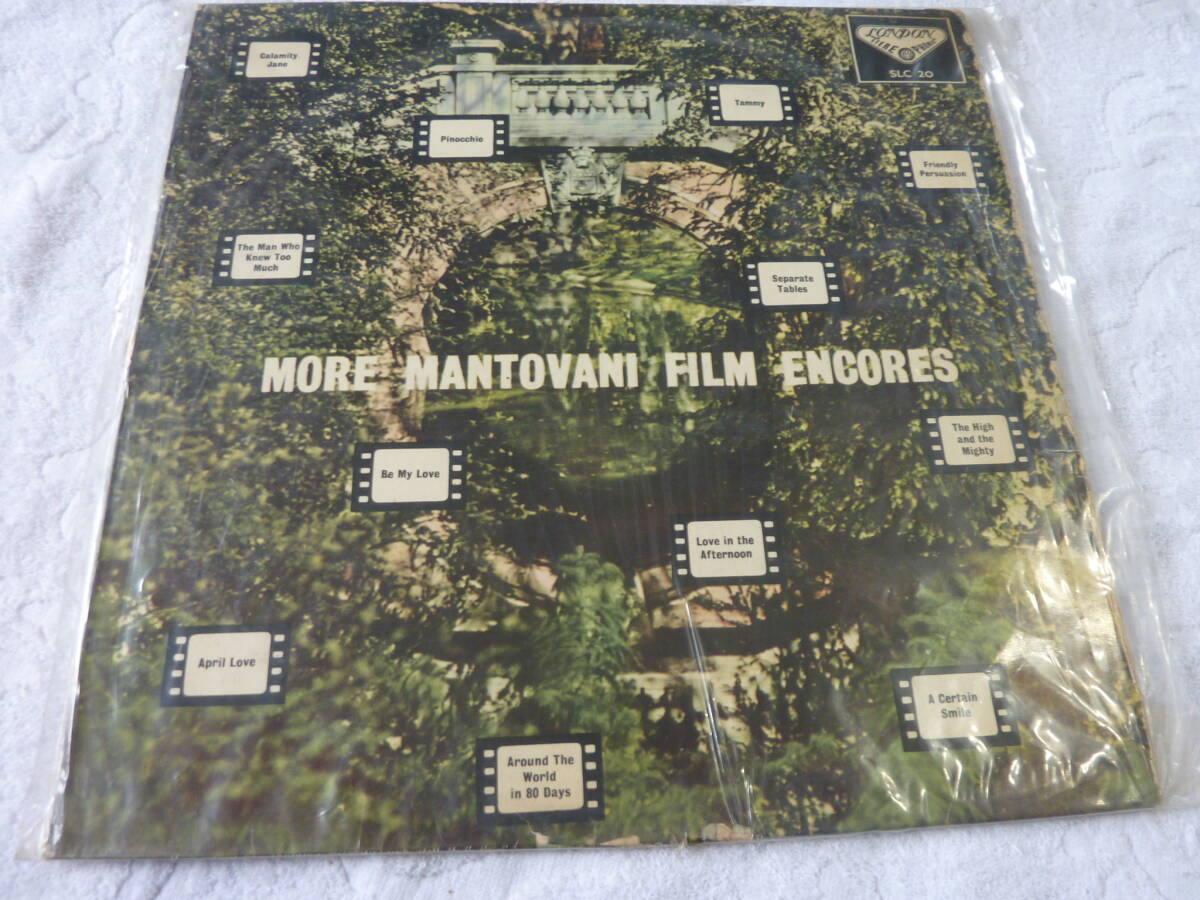 LONDON
SLC 20
Calamity
Jane
Tammy
Pinocchio
Friendly
Persuasion
The Man Who
Knew Too
Much
Separate
Tables
MORE MANTOVANI FILM ENCORES
The High
and the
Mighty
Be My Love
Love in the
Afternoon
April Love
A Certain
Smile
Around The
World
in 80 Days